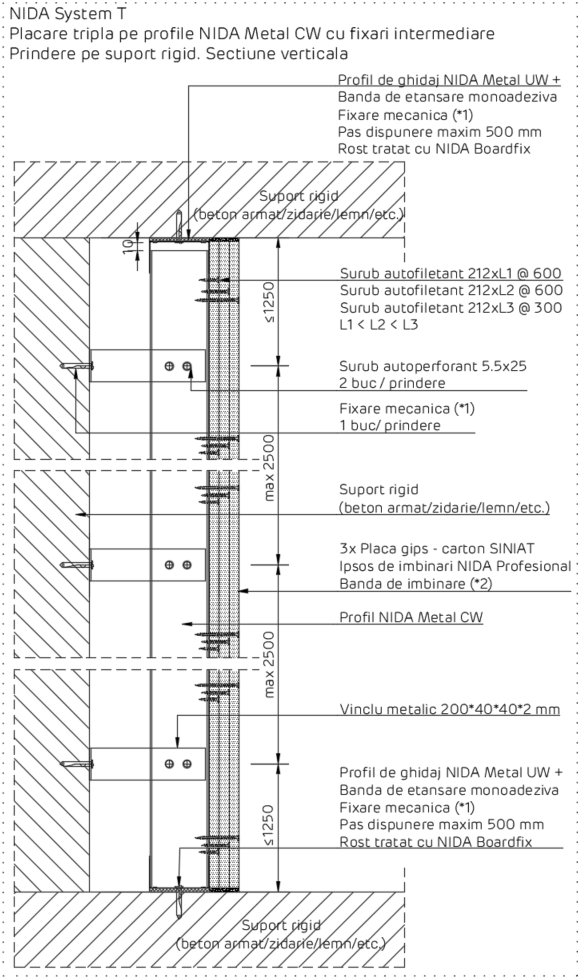 NIDA System T
Placare tripla pe profile NIDA Metal CW cu fixari intermediare
Prindere pe suport rigid. Sectiune verticala
Profil de ghidaj NIDA Metal UW +
Banda de etansare monoadeziva
Fixare mecanica (*1)
Pas dispunere maxim 500 mm
Rost tratat cu NIDA Boardfix
Suport rigid
(beton armat/zidarie/lemn/etc.)
10
≤1250
Surub autofiletant 212xL1 @ 600
Surub autofiletant 212xL2 @ 600
Surub autofiletant 212xL3 @ 300
L1 < L2 < L3
Surub autoperforant 5.5x25
2 buc / prindere
Fixare mecanica (*1)
1 buc/ prindere
max 2500
Suport rigid
(beton armat/zidarie/lemn/etc.)
3x Placa gips - carton SINIAT
Ipsos de imbinari NIDA Profesional
Banda de imbinare (*2)
Profil NIDA Metal CW
max 2500
Vinclu metalic 200*40*40*2 mm
Profil de ghidaj NIDA Metal UW +
Banda de etansare monoadeziva
Fixare mecanica (*1)
Pas dispunere maxim 500 mm
Rost tratat cu NIDA Boardfix
≤1250
Suport rigid
(beton armat/zidarie/lemn/etc.)